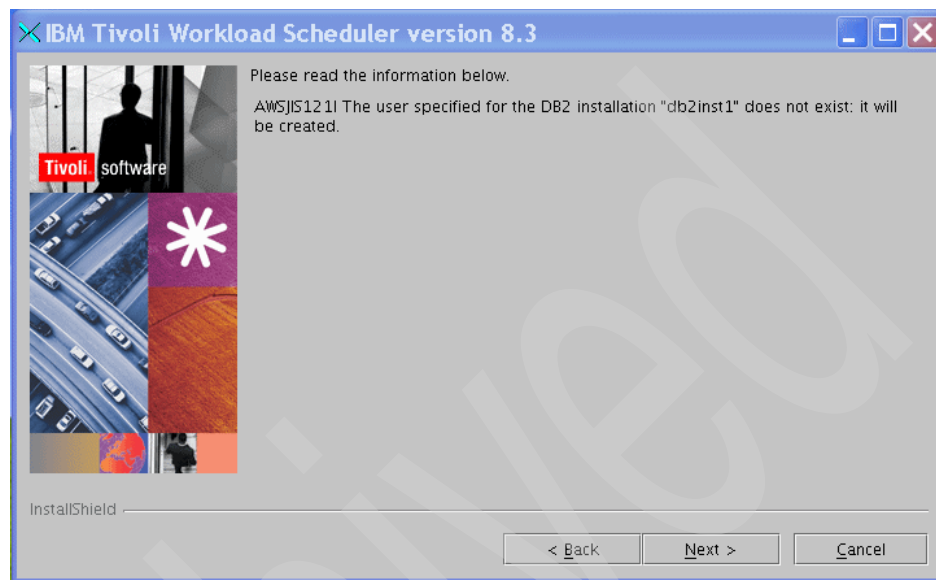 IBM Tivoli Workload Scheduler version 8.3
Please read the information below.
AWSJIS121I The user specified for the DB2 installation "db2inst1" does not exist: it will
be created.
Tivoli. software
InstallShield
< Back Next > Cancel